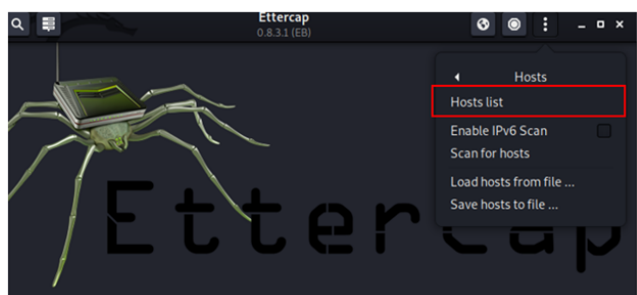 Ettercap
0.8.3.1 (EB)
Hosts
Hosts list
Enable IPv6 Scan
Scan for hosts
Load hosts from file ...
Save hosts to file ...
Ettercap